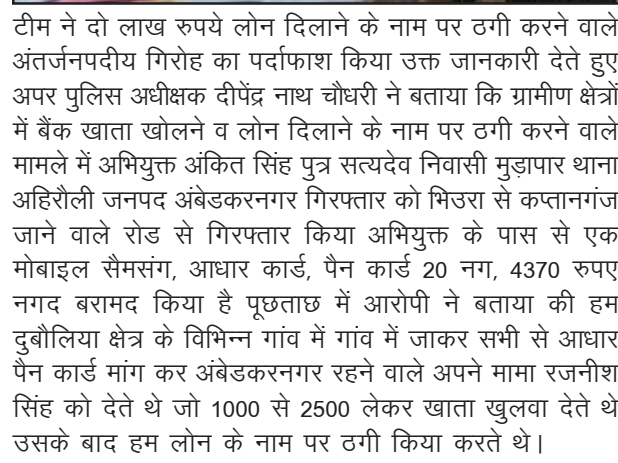 टीम ने दो लाख रुपये लोन दिलाने के नाम पर ठगी करने वाले
अंतर्जनपदीय गिरोह का पर्दाफाश किया उक्त जानकारी देते हुए
अपर पुलिस अधीक्षक दीपेंद्र नाथ चौधरी ने बताया कि ग्रामीण क्षेत्रों
में बैंक खाता खोलने व लोन दिलाने के नाम पर ठगी करने वाले
मामले में अभियुक्त अंकित सिंह पुत्र सत्यदेव निवासी मुड़ापार थाना
अहिरौली जनपद अंबेडकरनगर गिरफ्तार को भिउरा से कप्तानगंज
जाने वाले रोड से गिरफ्तार किया अभियुक्त के पास से एक
मोबाइल सैमसंग, आधार कार्ड, पैन कार्ड 20 नग, 4370 रुपए
नगद बरामद किया है पूछताछ में आरोपी ने बताया की हम
दुबौलिया क्षेत्र के विभिन्न गांव में गांव में जाकर सभी से आधार
पैन कार्ड मांग कर अंबेडकरनगर रहने वाले अपने मामा रजनीश
सिंह को देते थे जो 1000 से 2500 लेकर खाता खुलवा देते थे
उसके बाद हम लोन के नाम पर ठगी किया करते थे।